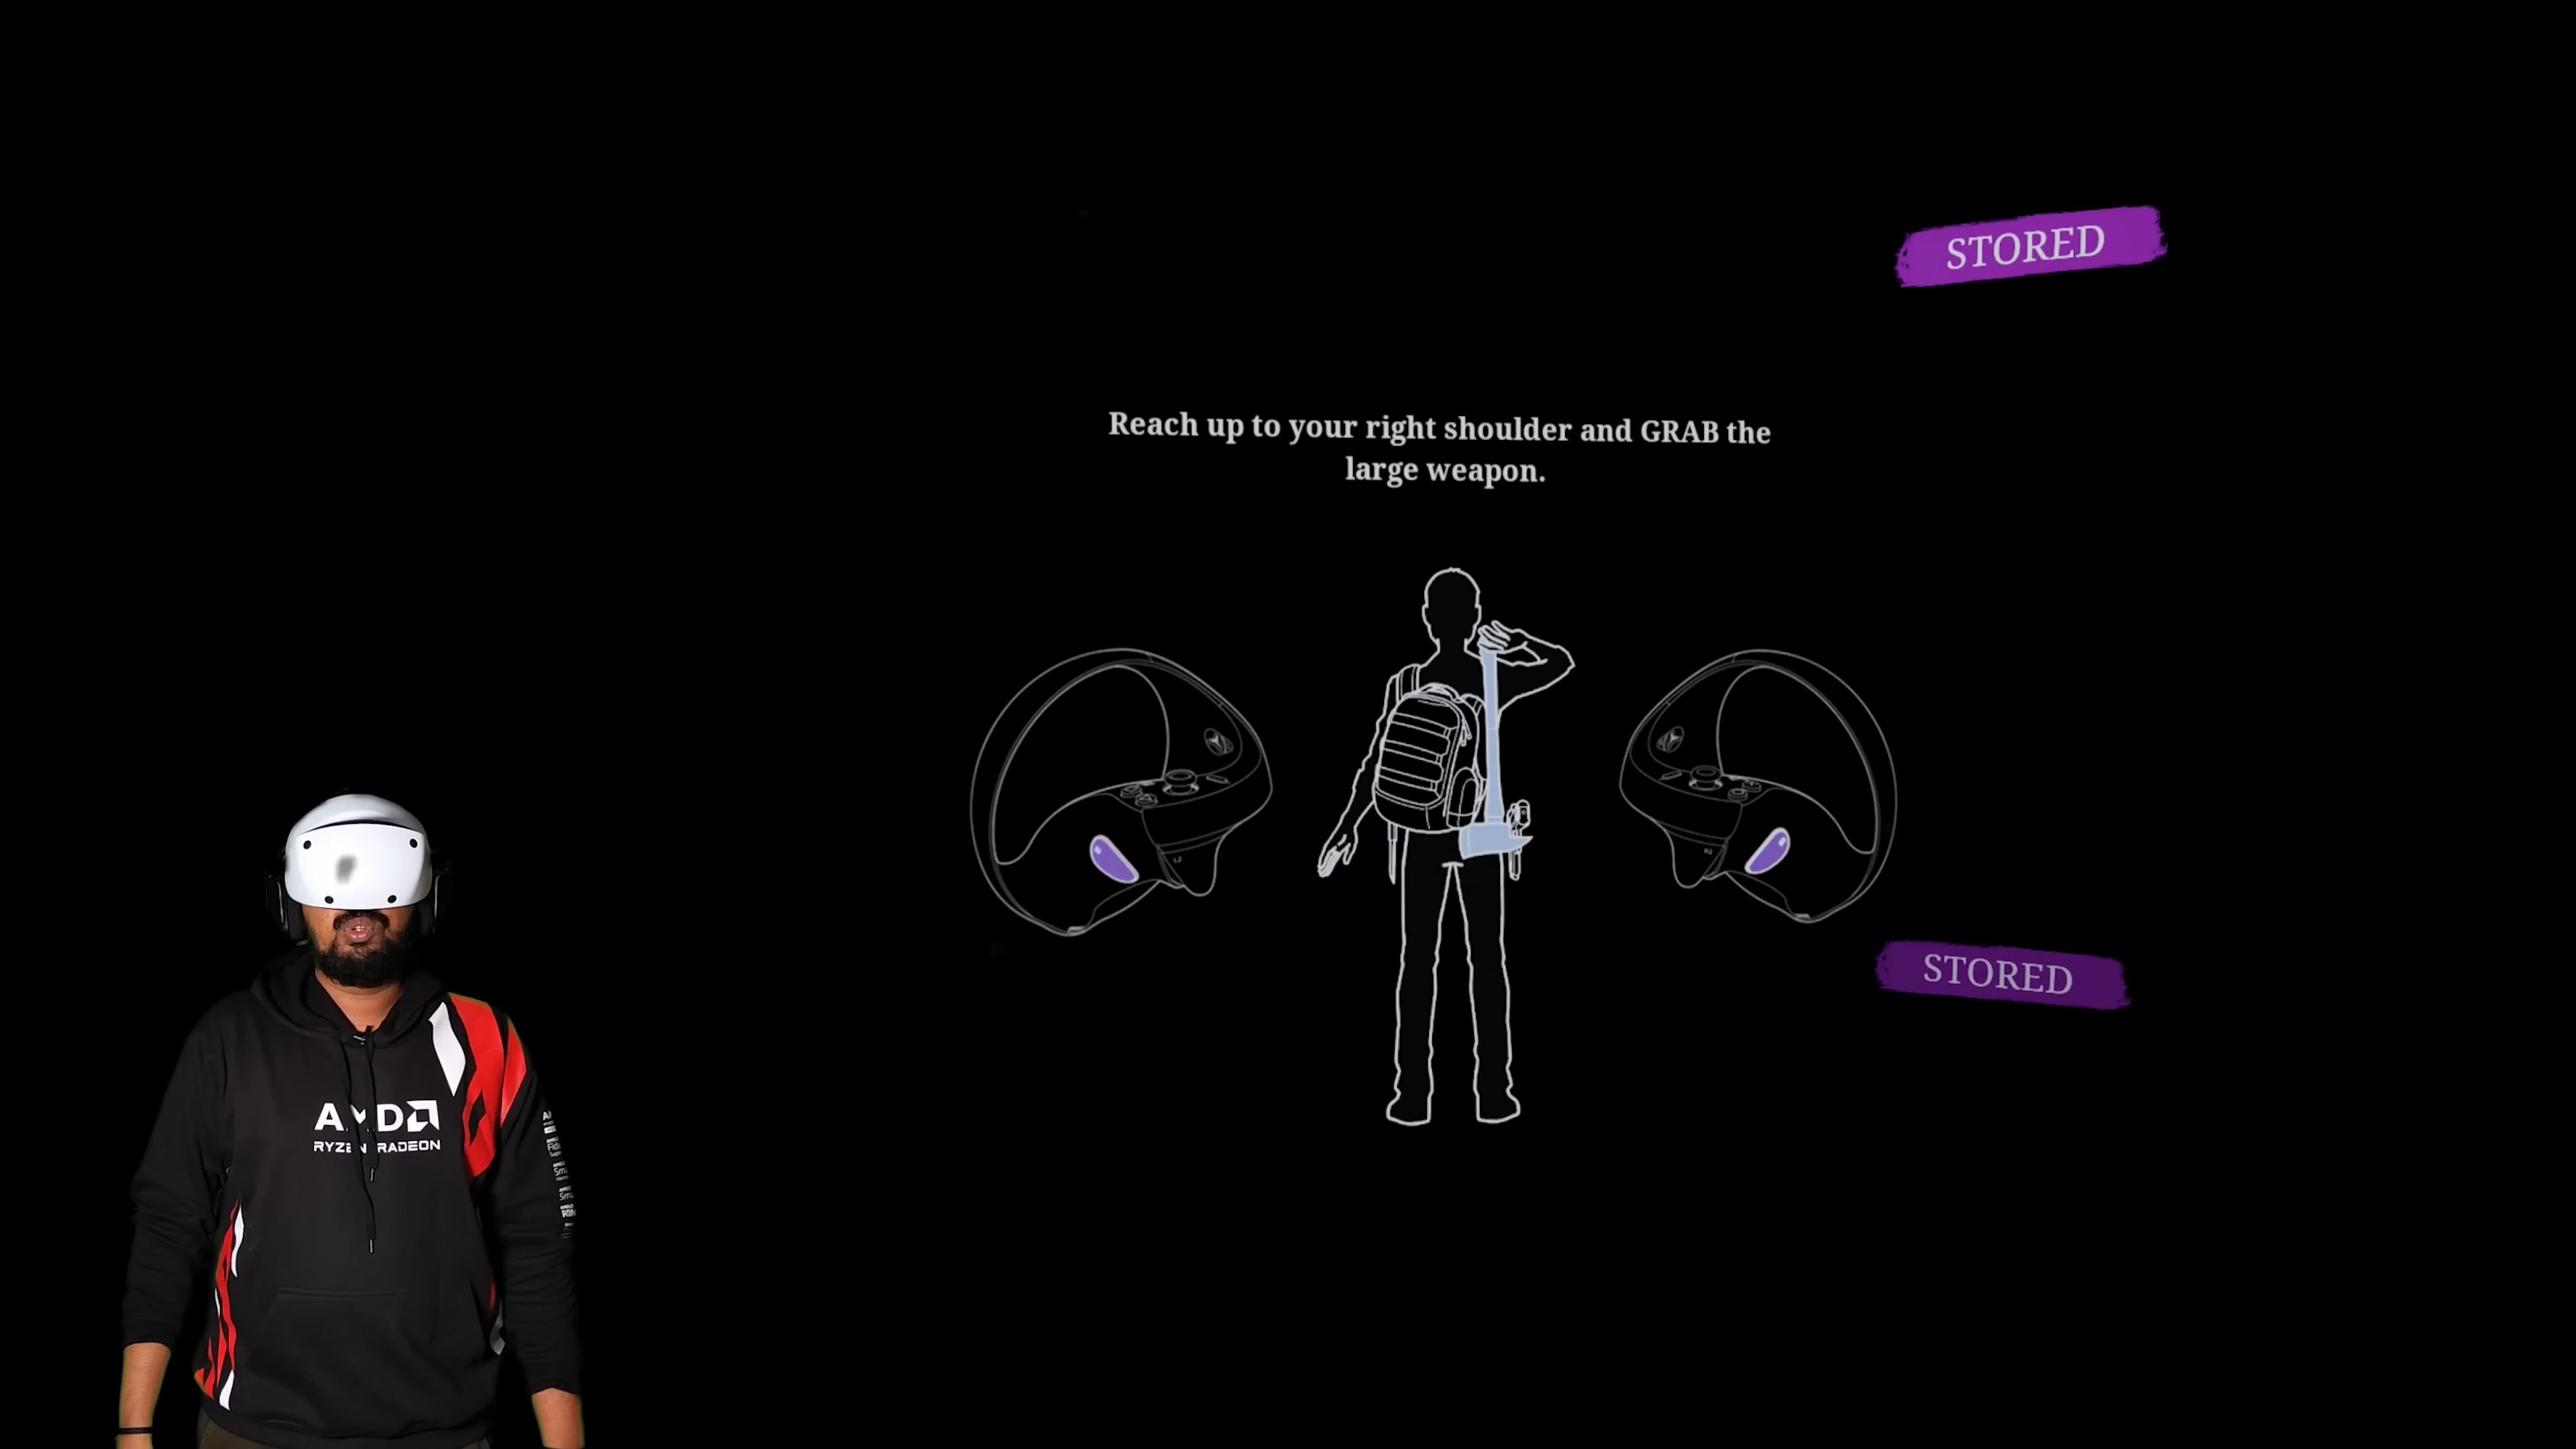 STORED
Reach up to your right shoulder and GRAB the
large weapon.
STORED
AMD
RYZEN RADEON